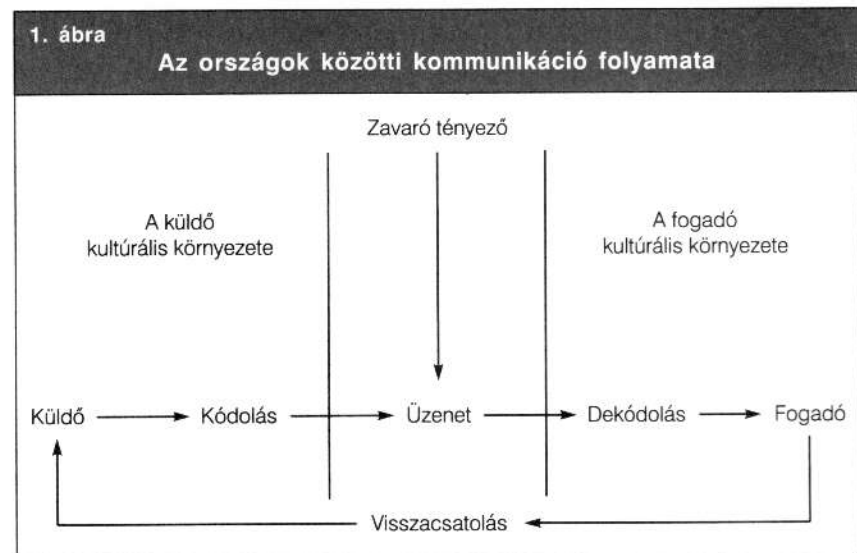 1. ábra
Az országok közötti kommunikáció folyamata
Zavaró tényező
A küldő
kultúrális környezete
A fogadó
kultúrális környezete
Küldő
Kódolás
Üzenet
Dekódolás
Fogadó
Visszacsatolás